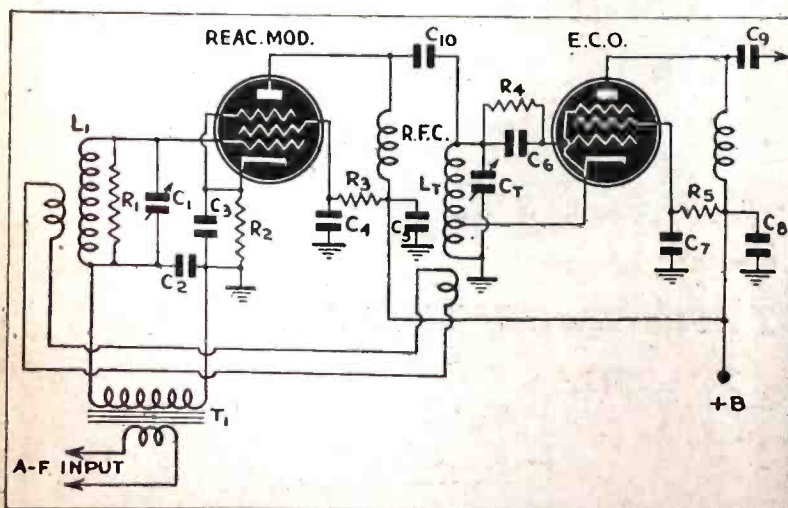 REAC. MOD.
C10
E.C.O.
C9
R4
L1
R.F.C.
C6
LT
CT
R1
C1
C3
R2
R3
C4
C5
R5
C7
C8
C2
T1
+B
A-F INPUT